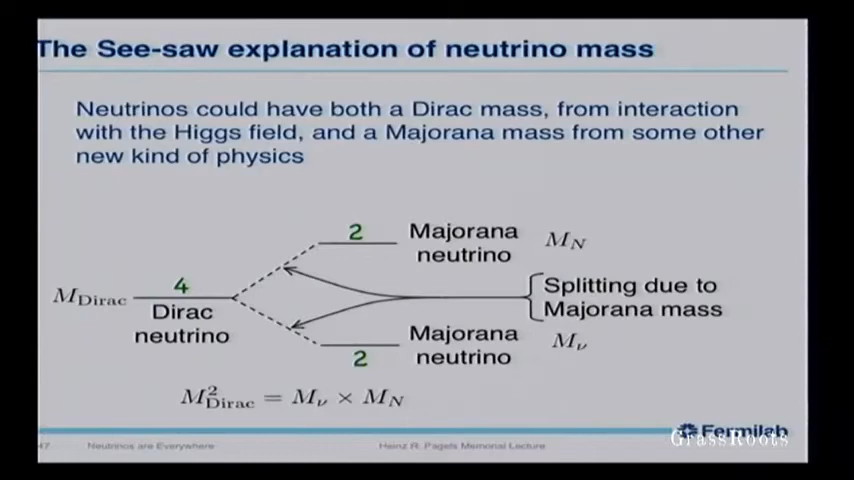 The See-saw explanation of neutrino mass
Neutrinos could have both a Dirac mass, from interaction
with the Higgs field, and a Majorana mass from some other
new kind of physics
2
Majorana
neutrino
M_N
4
M_Dirac
Dirac
neutrino
Splitting due to
Majorana mass
Majorana
neutrino
M_ν
2
M²_Dirac = M_ν × M_N
47
Neutrinos are Everywhere
Heinz R. Pagels Memorial Lecture
Fermilab
GrassRoots